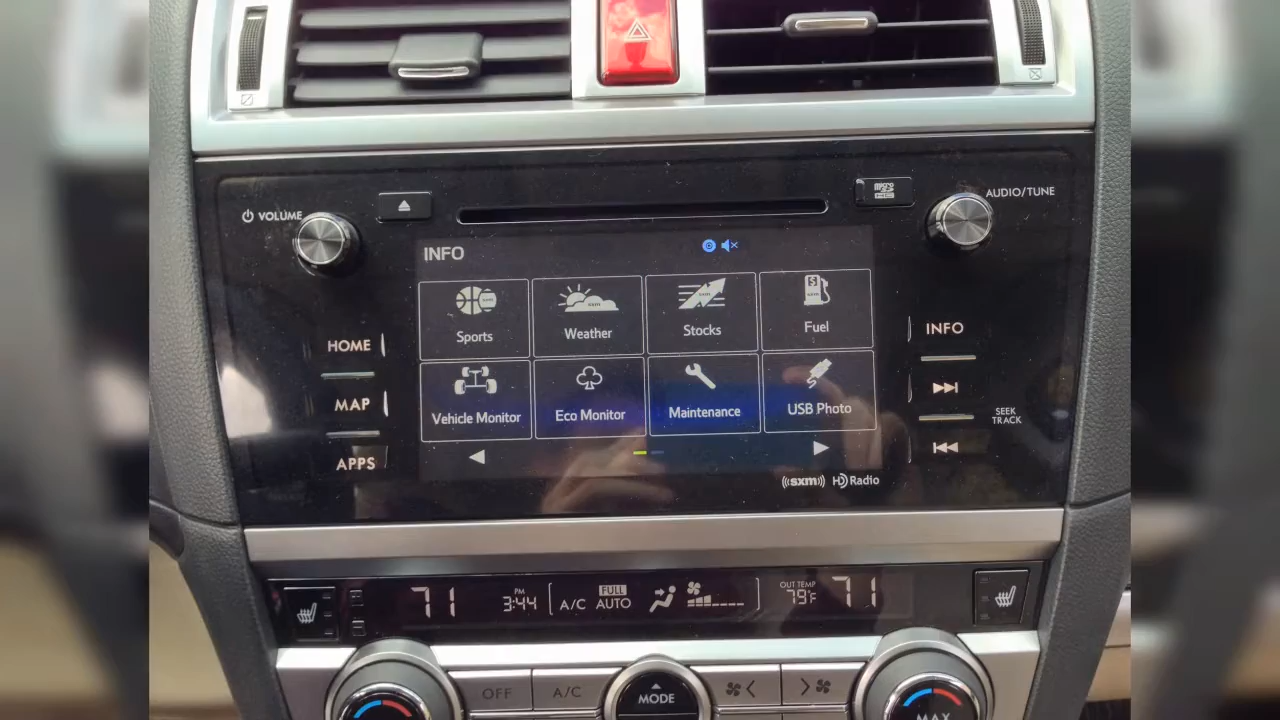 VOLUME
AUDIO/TUNE
INFO
Sports
Weather
Stocks
Fuel
Vehicle Monitor
Eco Monitor
Maintenance
USB Photo
HOME
MAP
APPS
INFO
SEEK
TRACK
((sxm))
HD Radio
71
PM
3:44
A/C
FULL
AUTO
OUT TEMP
79°F
71
OFF
A/C
MODE
MAX